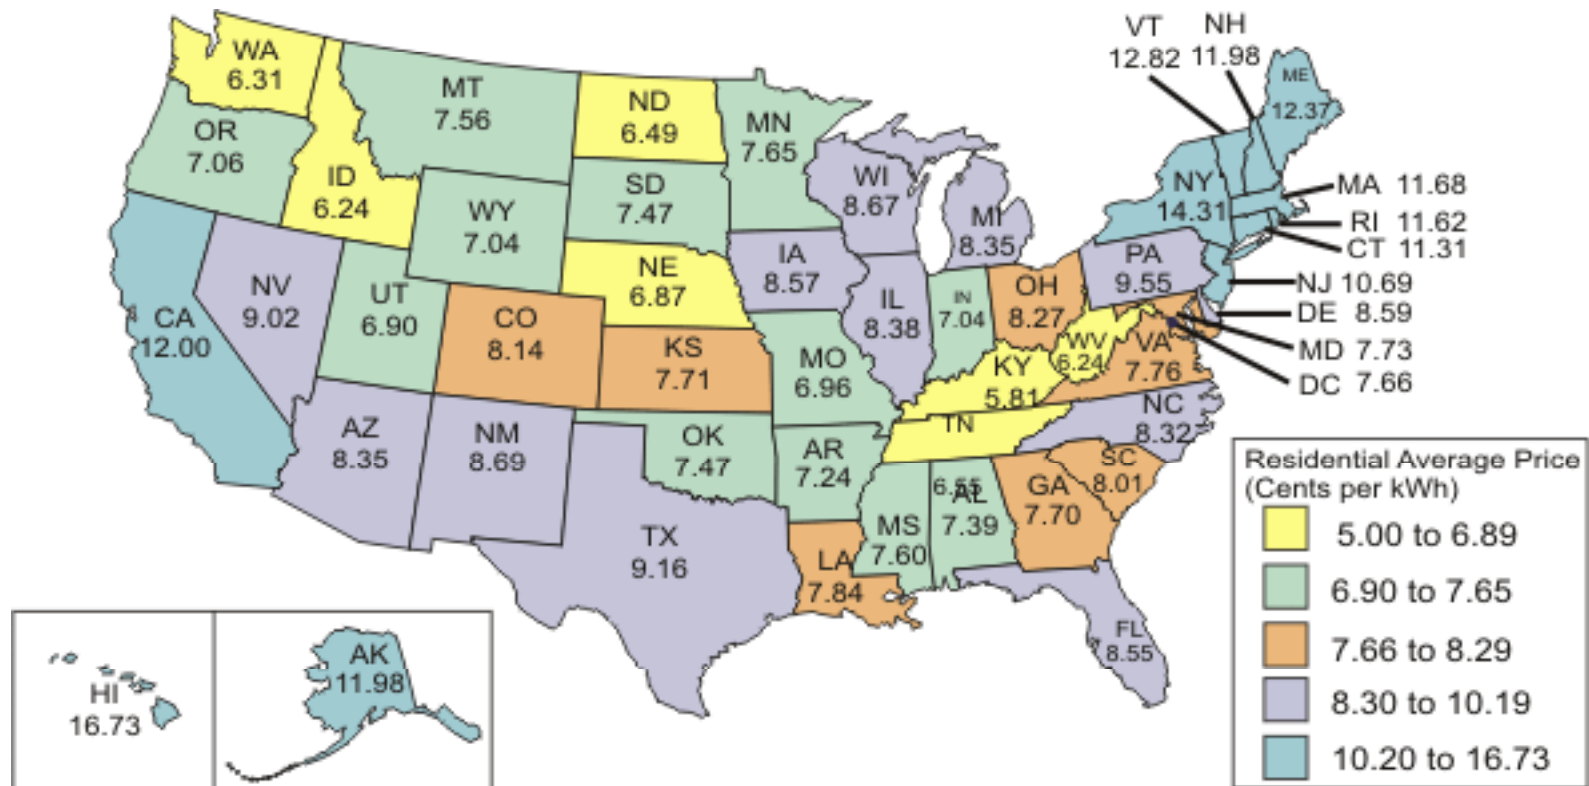 VT
12.82
NH
11.98
ME
12.37
WA
6.31
MT
7.56
ND
6.49
MN
7.65
OR
7.06
ID
6.24
SD
7.47
WI
8.67
NY
14.31
MA 11.68
WY
7.04
MI
8.35
RI 11.62
CT 11.31
NE
6.87
IA
8.57
PA
9.55
NV
9.02
UT
6.90
IL
8.38
IN
7.04
OH
8.27
NJ 10.69
DE 8.59
CA
12.00
CO
8.14
KS
7.71
MO
6.96
KY
5.81
WV
6.24
VA
7.76
MD 7.73
DC 7.66
AZ
8.35
NM
8.69
OK
7.47
AR
7.24
TN
6.55
NC
8.32
SC
8.01
MS
7.60
AL
7.39
GA
7.70
TX
9.16
LA
7.84
FL
8.55
HI
16.73
AK
11.98
Residential Average Price
(Cents per kWh)
5.00 to 6.89
6.90 to 7.65
7.66 to 8.29
8.30 to 10.19
10.20 to 16.73